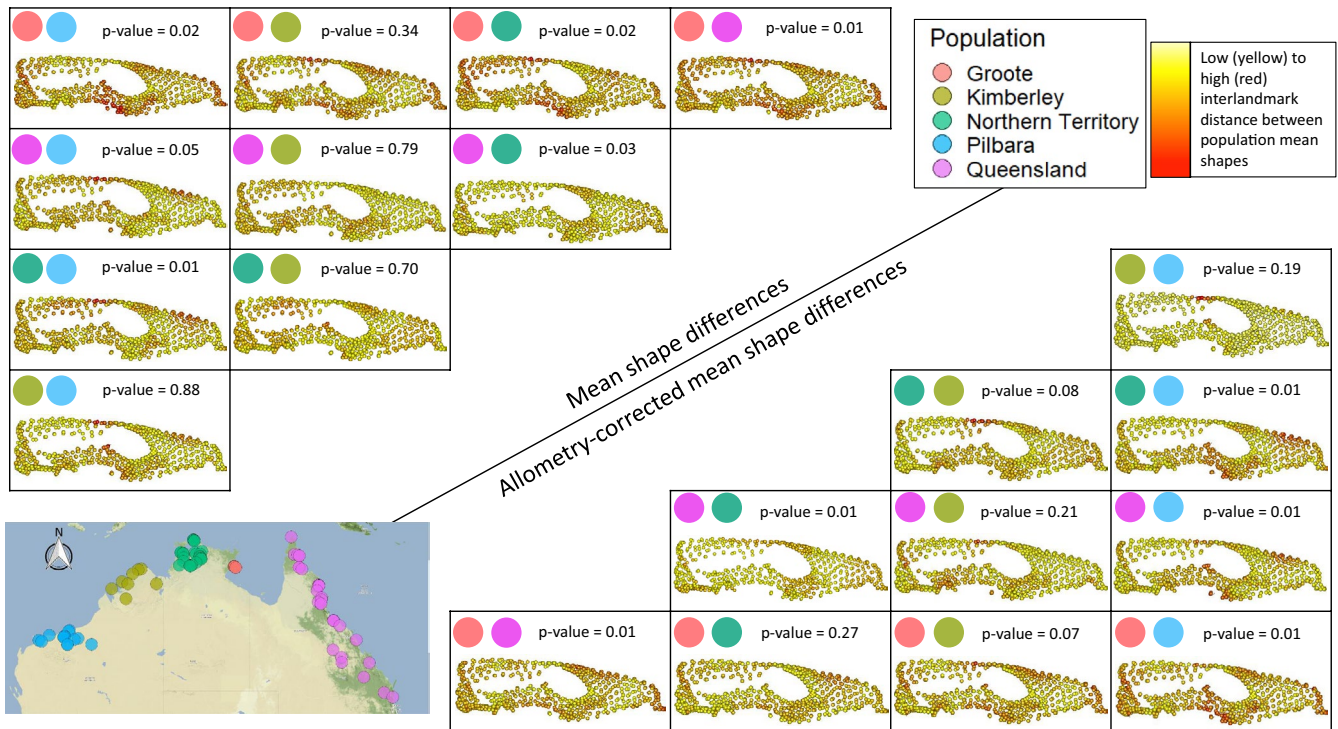 p-value = 0.02
p-value = 0.34
p-value = 0.02
p-value = 0.01
Population
Groote
Kimberley
Northern Territory
Pilbara
Queensland
Low (yellow) to
high (red)
interlandmark
distance between
population mean
shapes
p-value = 0.05
p-value = 0.79
p-value = 0.03
p-value = 0.01
p-value = 0.70
p-value = 0.88
Mean shape differences
Allometry-corrected mean shape differences
p-value = 0.19
p-value = 0.08
p-value = 0.01
p-value = 0.01
p-value = 0.21
p-value = 0.01
p-value = 0.01
p-value = 0.27
p-value = 0.07
p-value = 0.01
N